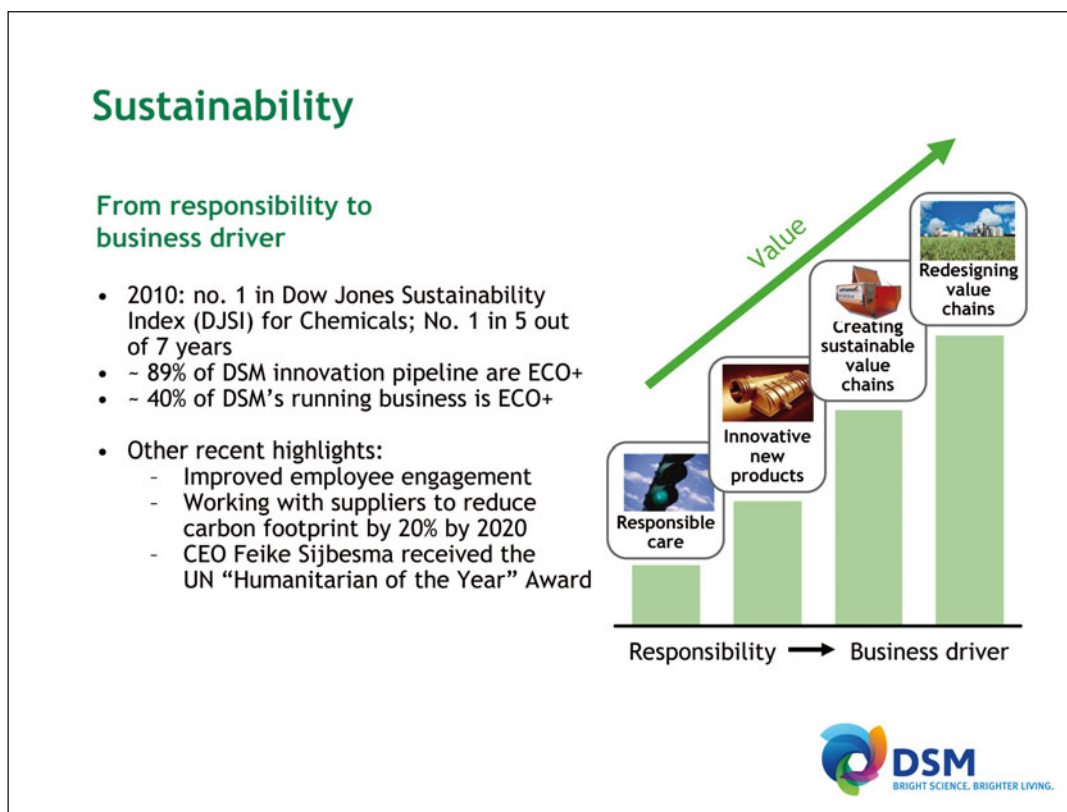 Sustainability
From responsibility to
business driver
• 2010: no. 1 in Dow Jones Sustainability
Index (DJSI) for Chemicals; No. 1 in 5 out
of 7 years
• ~ 89% of DSM innovation pipeline are ECO+
• ~ 40% of DSM’s running business is ECO+
• Other recent highlights:
– Improved employee engagement
– Working with suppliers to reduce
carbon footprint by 20% by 2020
– CEO Feike Sijbesma received the
UN “Humanitarian of the Year” Award
Value
Responsible
care
Innovative
new
products
Creating
sustainable
value
chains
Redesigning
value
chains
Responsibility → Business driver
DSM
BRIGHT SCIENCE. BRIGHTER LIVING.